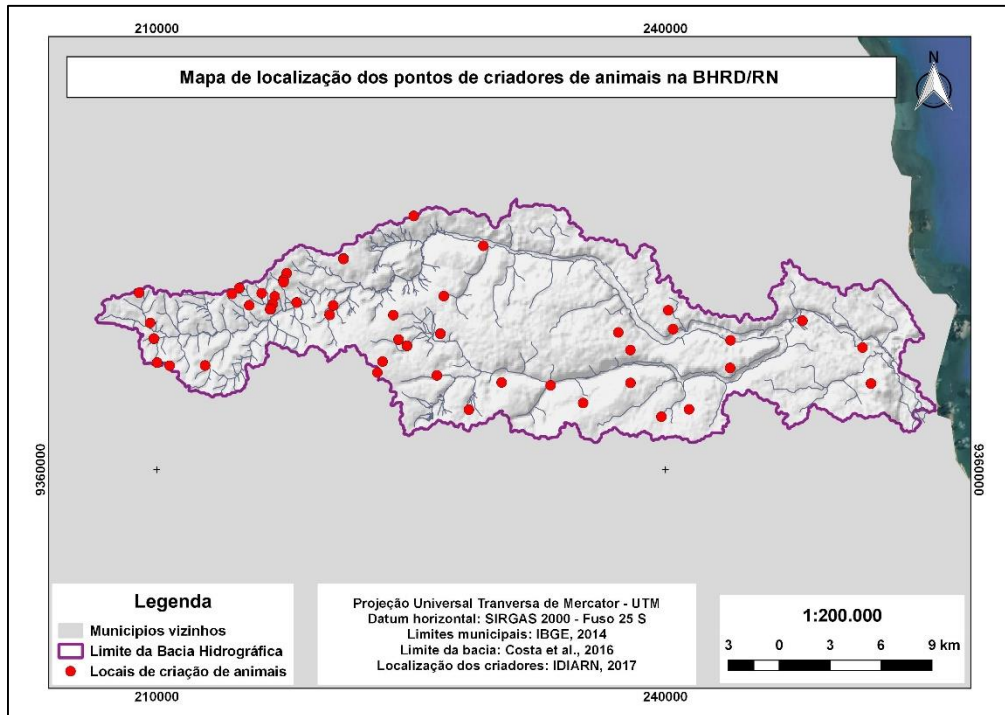 210000
240000
Mapa de localização dos pontos de criadores de animais na BHRD/RN
N
9360000
9360000
Legenda
Municipios vizinhos
Limite da Bacia Hidrográfica
Locais de criação de animais
Projeção Universal Tranversa de Mercator - UTM
Datum horizontal: SIRGAS 2000 - Fuso 25 S
Limites municipais: IBGE, 2014
Limite da bacia: Costa et al., 2016
Localização dos criadores: IDIARN, 2017
1:200.000
3 0 3 6 9 km
210000
240000